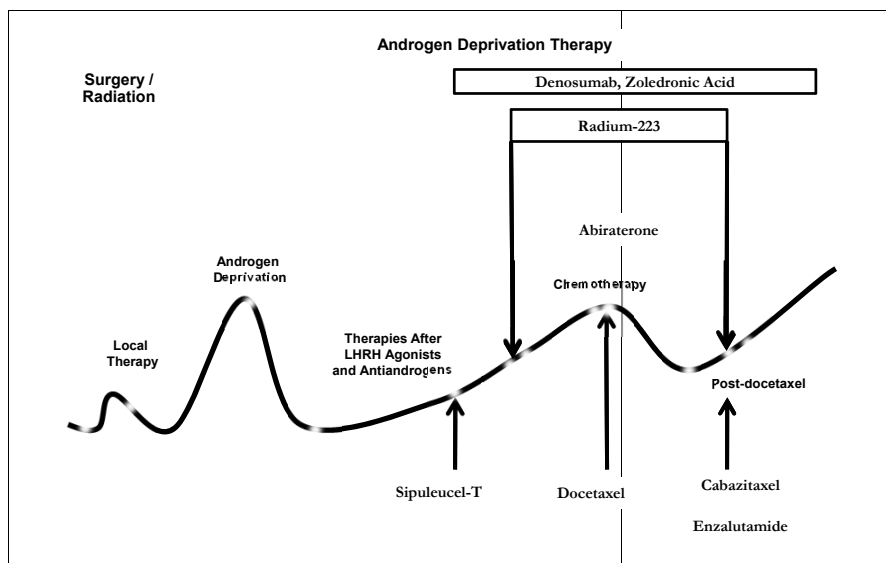 Androgen Deprivation Therapy
Surgery /
Radiation
Denosumab, Zoledronic Acid
Radium-223
Abiraterone
Androgen
Deprivation
Chemotherapy
Local
Therapy
Therapies After
LHRH Agonists
and Antiandrogens
Post-docetaxel
Sipuleucel-T
Docetaxel
Cabazitaxel
Enzalutamide